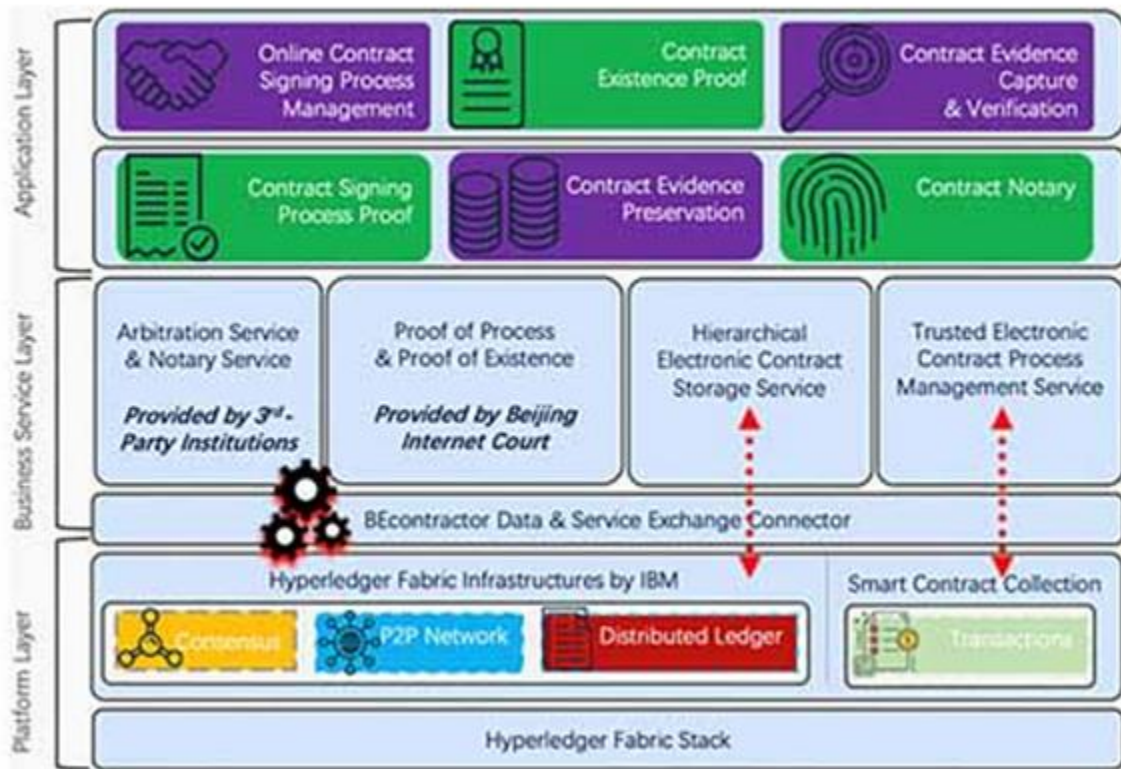 Application Layer
Online Contract
Signing Process
Management
Contract
Existence Proof
Contract Evidence
Capture
& Verification
Contract Signing
Process Proof
Contract Evidence
Preservation
Contract Notary
Business Service Layer
Arbitration Service
& Notary Service
Provided by 3rd-
Party Institutions
Proof of Process
& Proof of Existence
Provided by Beijing
Internet Court
Hierarchical
Electronic Contract
Storage Service
Trusted Electronic
Contract Process
Management Service
BEcontractor Data & Service Exchange Connector
Platform Layer
Hyperledger Fabric Infrastructures by IBM
Consensus
P2P Network
Distributed Ledger
Smart Contract Collection
Transactions
Hyperledger Fabric Stack